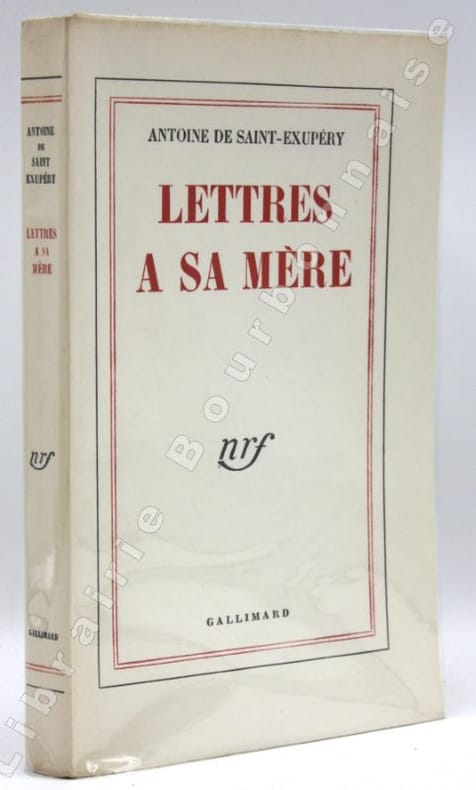 ANTOINE
DE
SAINT
EXUPÉRY
LETTRES
A SA
MÈRE
nrf
GALLIMARD
ANTOINE DE SAINT-EXUPÉRY
LETTRES
A SA MÈRE
nrf
GALLIMARD
Librairie Bourbonnaise